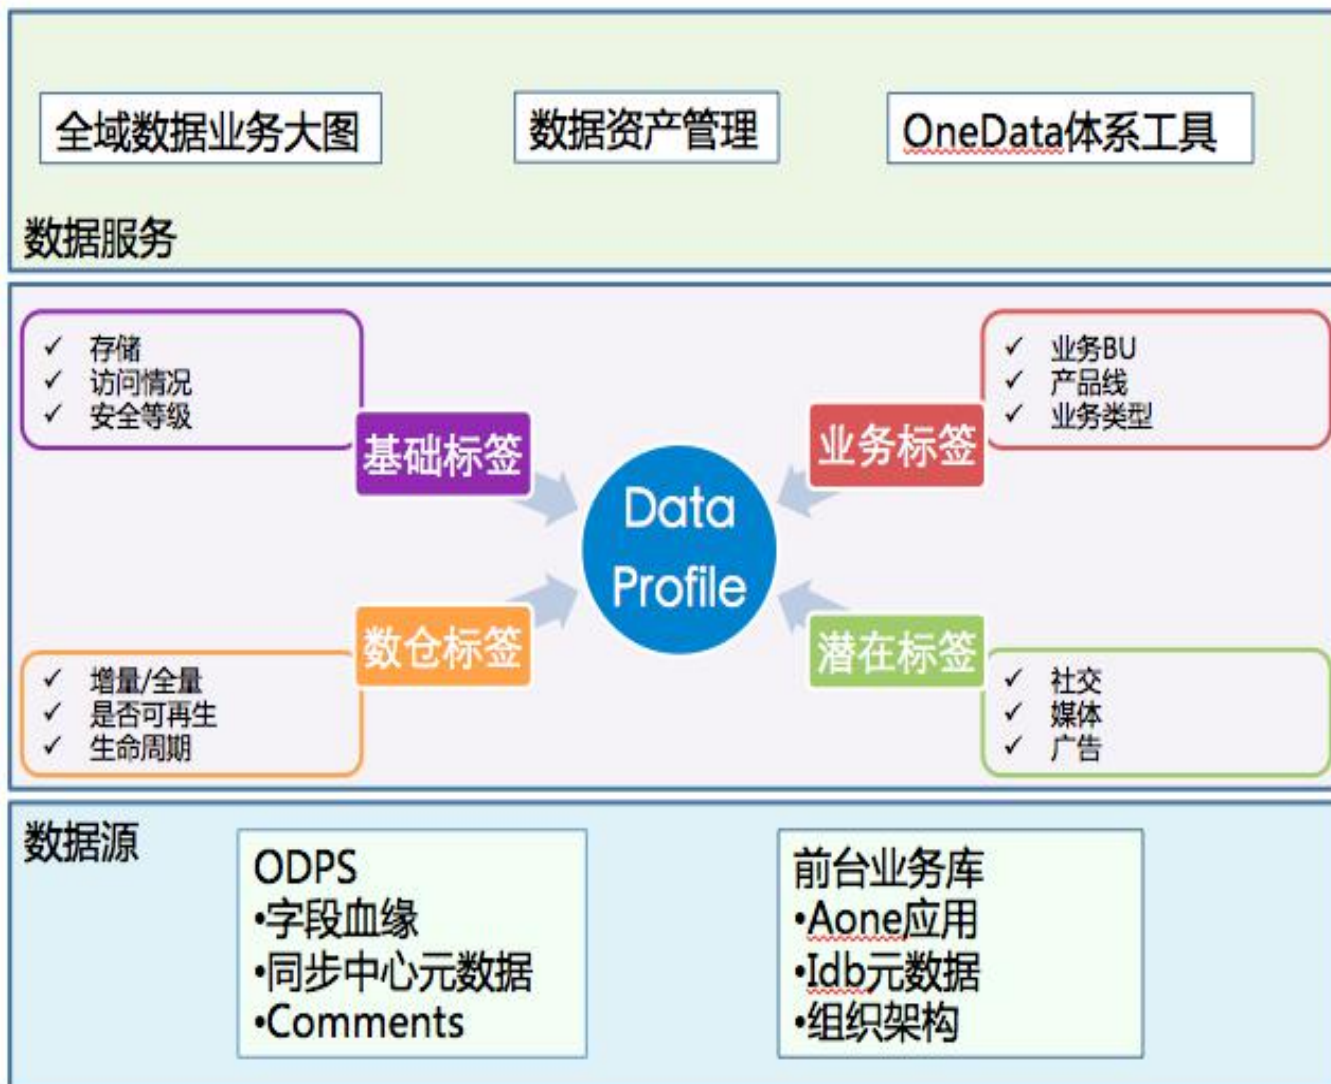 全域数据业务大图
数据资产管理
OneData体系工具
数据服务
✓ 存储
✓ 访问情况
✓ 安全等级
基础标签
✓ 业务BU
✓ 产品线
✓ 业务类型
业务标签
Data
Profile
数仓标签
✓ 增量/全量
✓ 是否可再生
✓ 生命周期
潜在标签
✓ 社交
✓ 媒体
✓ 广告
数据源
ODPS
•字段血缘
•同步中心元数据
•Comments
前台业务库
•Aone应用
•Idb元数据
•组织架构